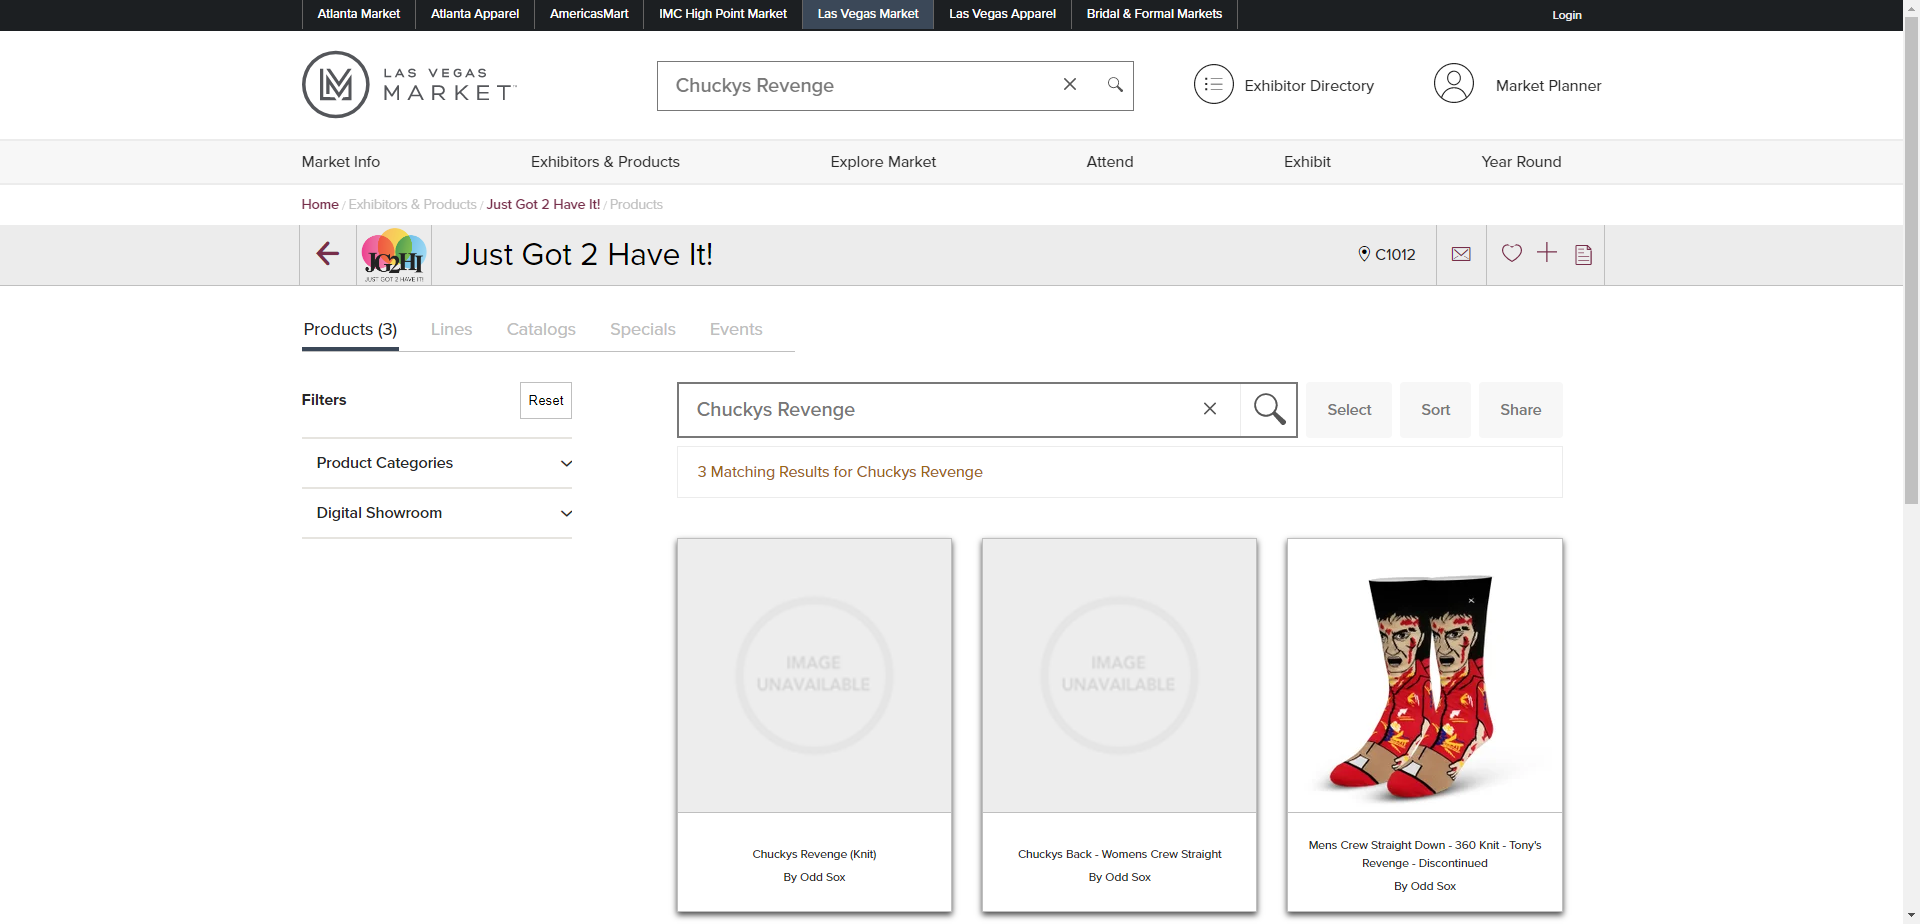 Atlanta Market
Atlanta Apparel
AmericasMart
IMC High Point Market
Las Vegas Market
Las Vegas Apparel
Bridal & Formal Markets
Login
LAS VEGAS
MARKET
Chuckys Revenge
Exhibitor Directory
Market Planner
Market Info
Exhibitors & Products
Explore Market
Attend
Exhibit
Year Round
Home / Exhibitors & Products / Just Got 2 Have It! / Products
JG2HI
JUST GOT 2 HAVE IT!
Just Got 2 Have It!
C1012
Products (3)
Lines
Catalogs
Specials
Events
Filters
Reset
Chuckys Revenge
Select
Sort
Share
Product Categories
3 Matching Results for Chuckys Revenge
Digital Showroom
IMAGE
UNAVAILABLE
IMAGE
UNAVAILABLE
Chuckys Revenge (Knit)
By Odd Sox
Chuckys Back - Womens Crew Straight
By Odd Sox
Mens Crew Straight Down - 360 Knit - Tony's
Revenge - Discontinued
By Odd Sox